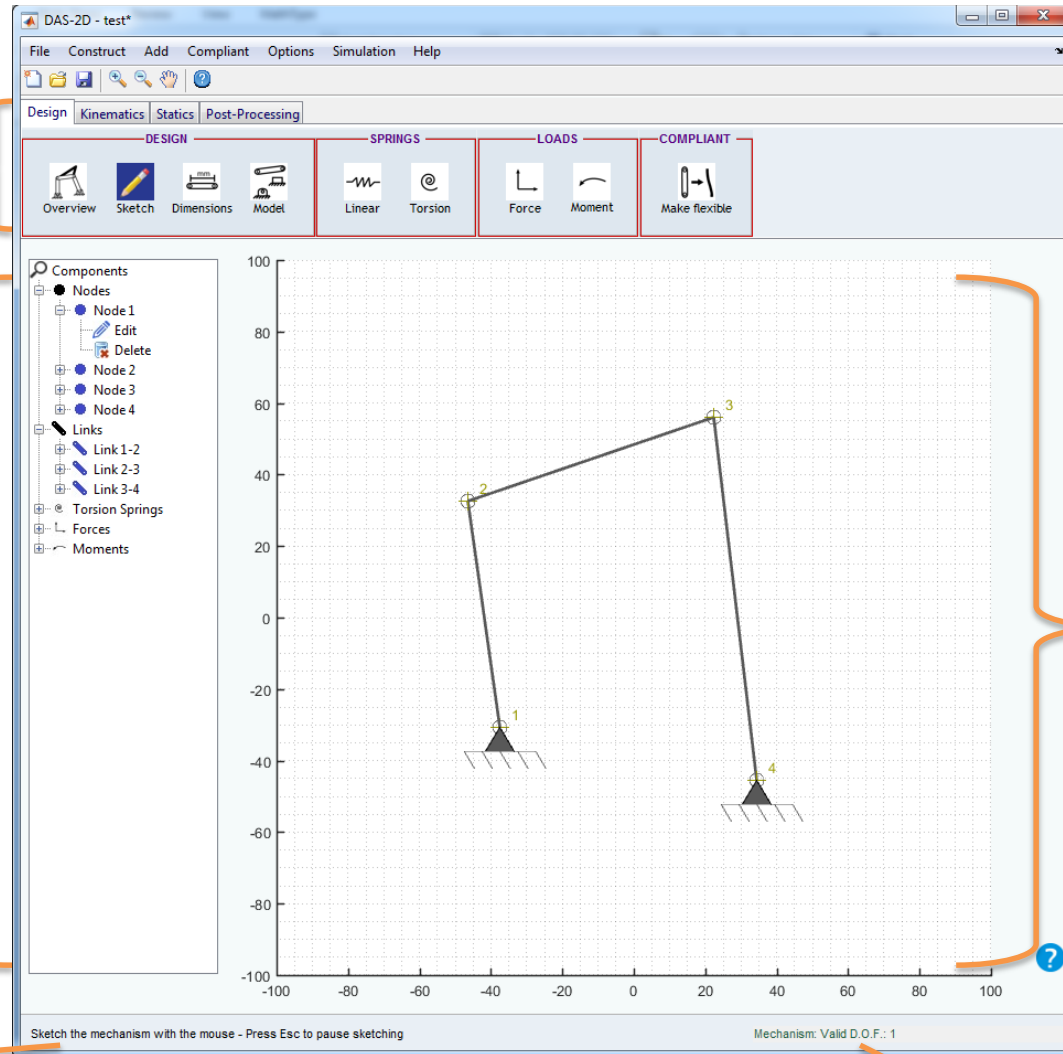 DAS-2D - test*
File Construct Add Compliant Options Simulation Help
Design Kinematics Statics Post-Processing
DESIGN SPRINGS LOADS COMPLIANT
mm
Overview Sketch Dimensions Model Linear Torsion Force Moment Make flexible
Components
Nodes
Node 1
Edit
Delete
Node 2
Node 3
Node 4
Links
Link 1-2
Link 2-3
Link 3-4
Torsion Springs
Forces
Moments
100
80
60
40
20
0
-20
-40
-60
-80
-100
3
2
1
4
-100 -80 -60 -40 -20 0 20 40 60 80 100
Sketch the mechanism with the mouse - Press Esc to pause sketching Mechanism: Valid D.O.F.: 1